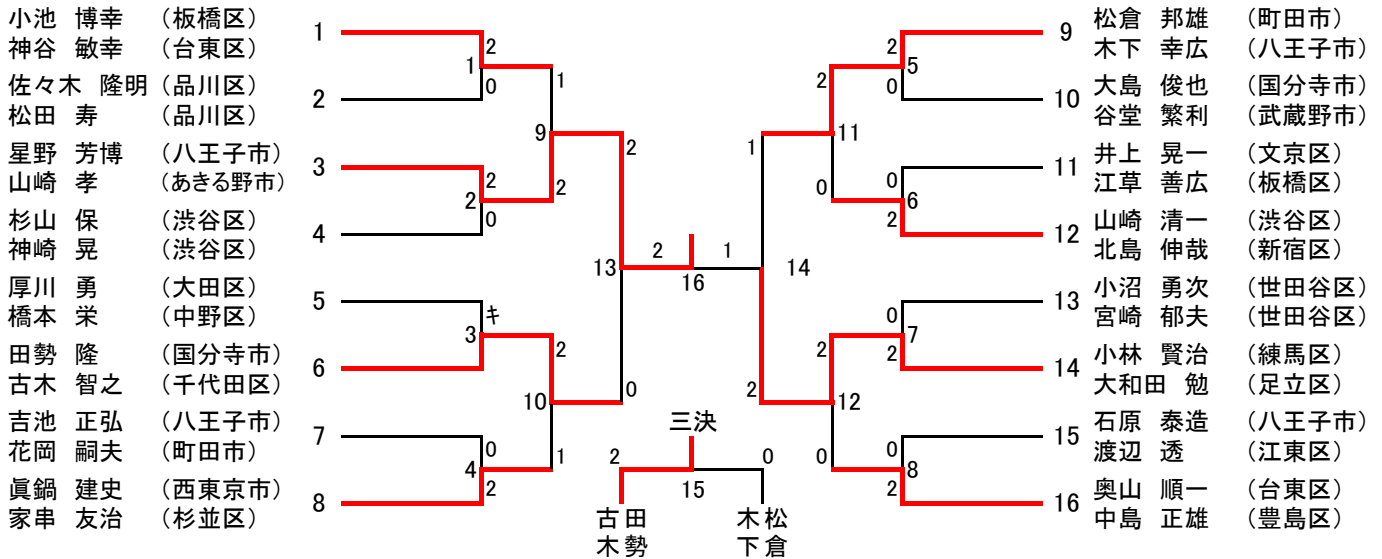 小池 博幸 （板橋区）
神谷 敏幸 （台東区）
1
佐々木 隆明 （品川区）
松田 寿 （品川区）
2
星野 芳博 （八王子市）
山崎 孝 （あきる野市）
3
杉山 保 （渋谷区）
神崎 晃 （渋谷区）
4
厚川 勇 （大田区）
橋本 栄 （中野区）
5
田勢 隆 （国分寺市）
古木 智之 （千代田区）
6
吉池 正弘 （八王子市）
花岡 嗣夫 （町田市）
7
眞鍋 建史 （西東京市）
家串 友治 （杉並区）
8
2
1
0
2
2
0
キ
3
0
4
2
1
9
2
2
10
1
2
13
0
2
16
1
三決
2
15
0
古木
田勢
木下
松倉
1
14
2
2
11
0
2
12
0
2
5
0
0
6
2
0
7
2
0
8
2
9
松倉 邦雄 （町田市）
木下 幸広 （八王子市）
10
大島 俊也 （国分寺市）
谷堂 繁利 （武蔵野市）
11
井上 晃一 （文京区）
江草 善広 （板橋区）
12
山崎 清一 （渋谷区）
北島 伸哉 （新宿区）
13
小沼 勇次 （世田谷区）
宮崎 郁夫 （世田谷区）
14
小林 賢治 （練馬区）
大和田 勉 （足立区）
15
石原 泰造 （八王子市）
渡辺 透 （江東区）
16
奥山 順一 （台東区）
中島 正雄 （豊島区）